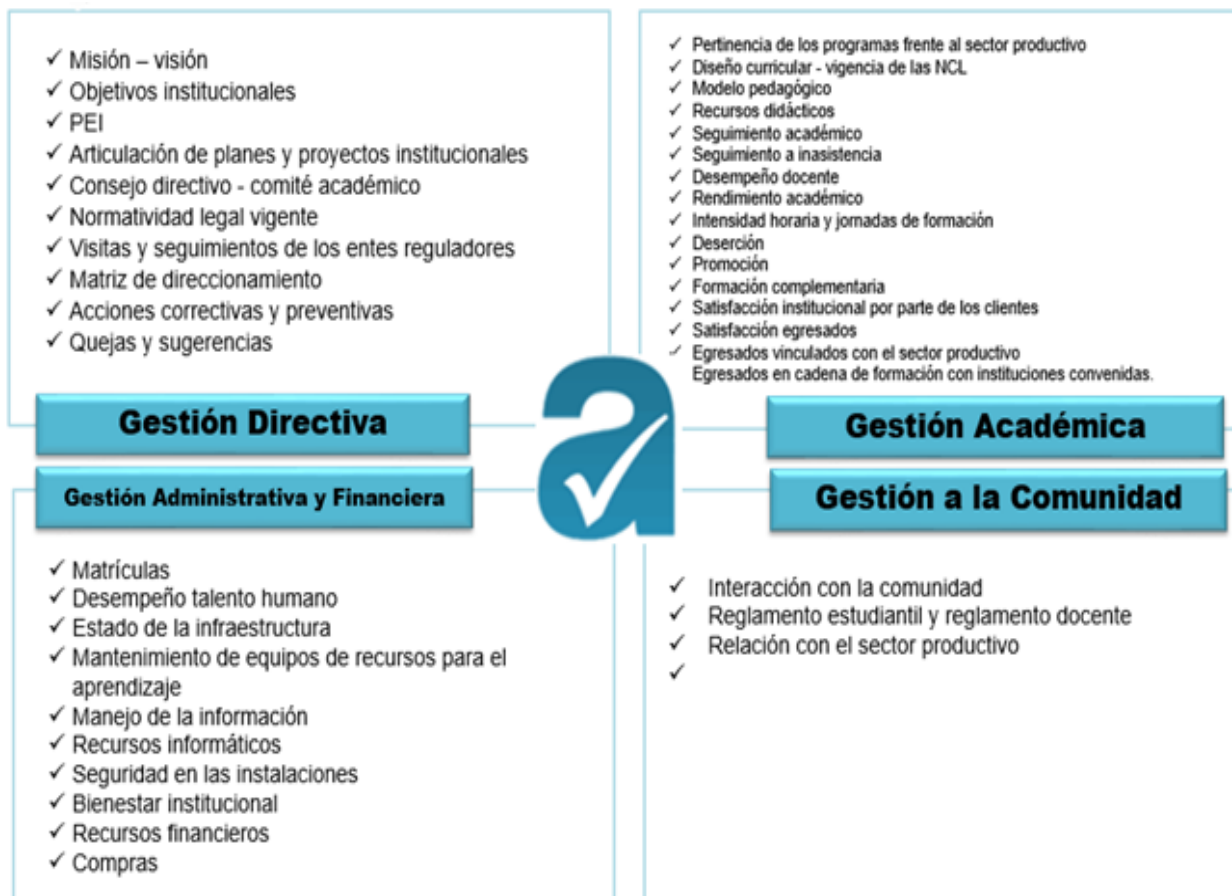 ✓ Misión – visión
✓ Objetivos institucionales
✓ PEI
✓ Articulación de planes y proyectos institucionales
✓ Consejo directivo - comité académico
✓ Normatividad legal vigente
✓ Visitas y seguimientos de los entes reguladores
✓ Matriz de direccionamiento
✓ Acciones correctivas y preventivas
✓ Quejas y sugerencias
Gestión Directiva
✓ Pertinencia de los programas frente al sector productivo
✓ Diseño curricular - vigencia de las NCL
✓ Modelo pedagógico
✓ Recursos didácticos
✓ Seguimiento académico
✓ Seguimiento a inasistencia
✓ Desempeño docente
✓ Rendimiento académico
✓ Intensidad horaria y jornadas de formación
✓ Deserción
✓ Promoción
✓ Formación complementaria
✓ Satisfacción institucional por parte de los clientes
✓ Satisfacción egresados
✓ Egresados vinculados con el sector productivo
Egresados en cadena de formación con instituciones convenidas.
Gestión Académica
a
Gestión Administrativa y Financiera
✓ Matrículas
✓ Desempeño talento humano
✓ Estado de la infraestructura
✓ Mantenimiento de equipos de recursos para el
aprendizaje
✓ Manejo de la información
✓ Recursos informáticos
✓ Seguridad en las instalaciones
✓ Bienestar institucional
✓ Recursos financieros
✓ Compras
Gestión a la Comunidad
✓ Interacción con la comunidad
✓ Reglamento estudiantil y reglamento docente
✓ Relación con el sector productivo
✓